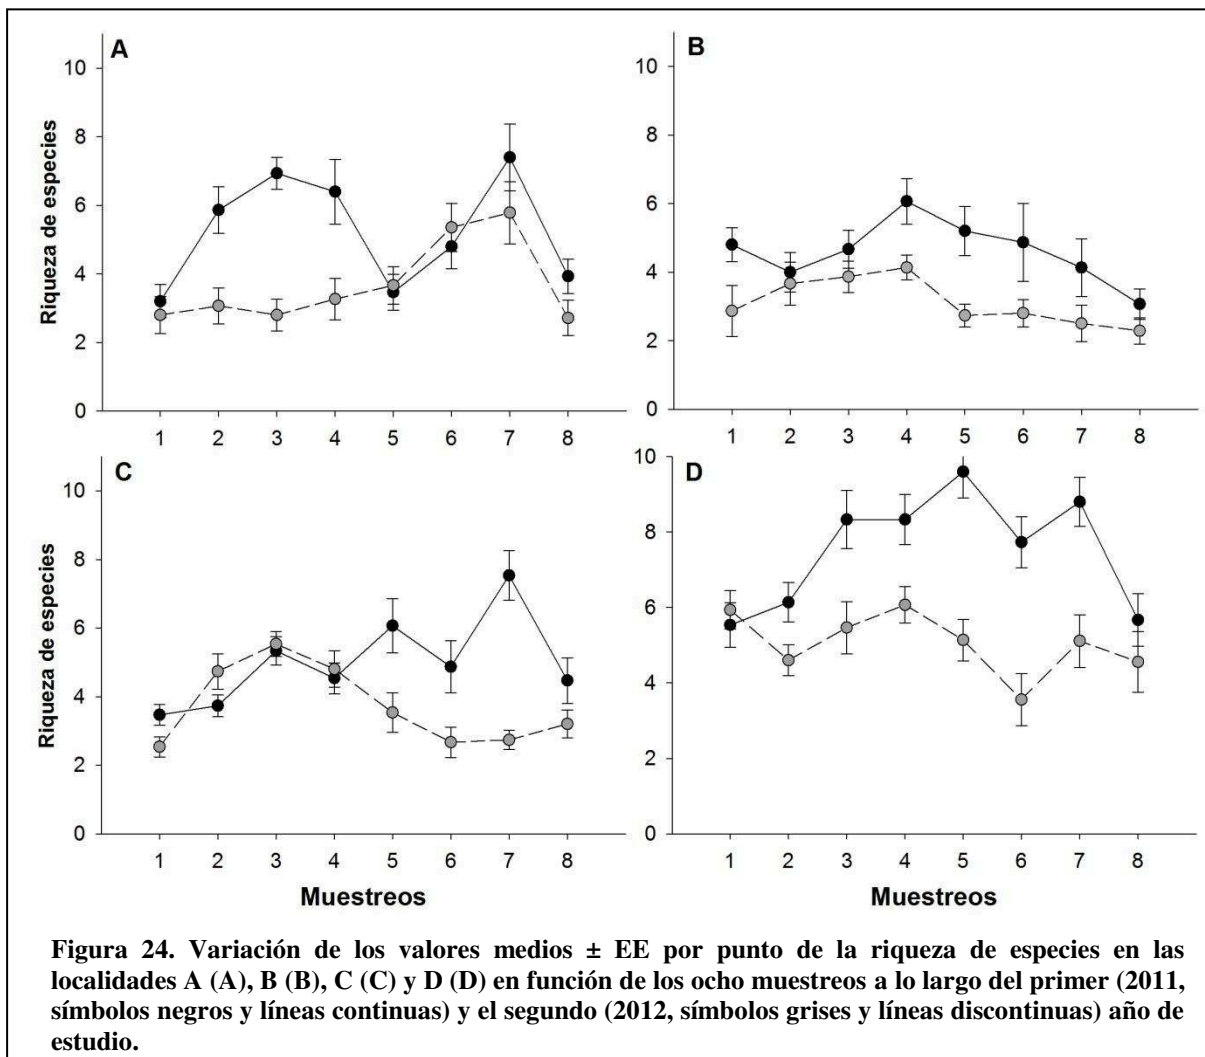 A
B
Riqueza de especies
10
8
6
4
2
0
1 2 3 4 5 6 7 8
10
8
6
4
2
0
1 2 3 4 5 6 7 8
C
D
Riqueza de especies
10
8
6
4
2
0
1 2 3 4 5 6 7 8
Muestreos
10
8
6
4
2
0
1 2 3 4 5 6 7 8
Muestreos
Figura 24. Variación de los valores medios ± EE por punto de la riqueza de especies en las
localidades A (A), B (B), C (C) y D (D) en función de los ocho muestreos a lo largo del primer (2011,
símbolos negros y líneas continuas) y el segundo (2012, símbolos grises y líneas discontinuas) año de
estudio.